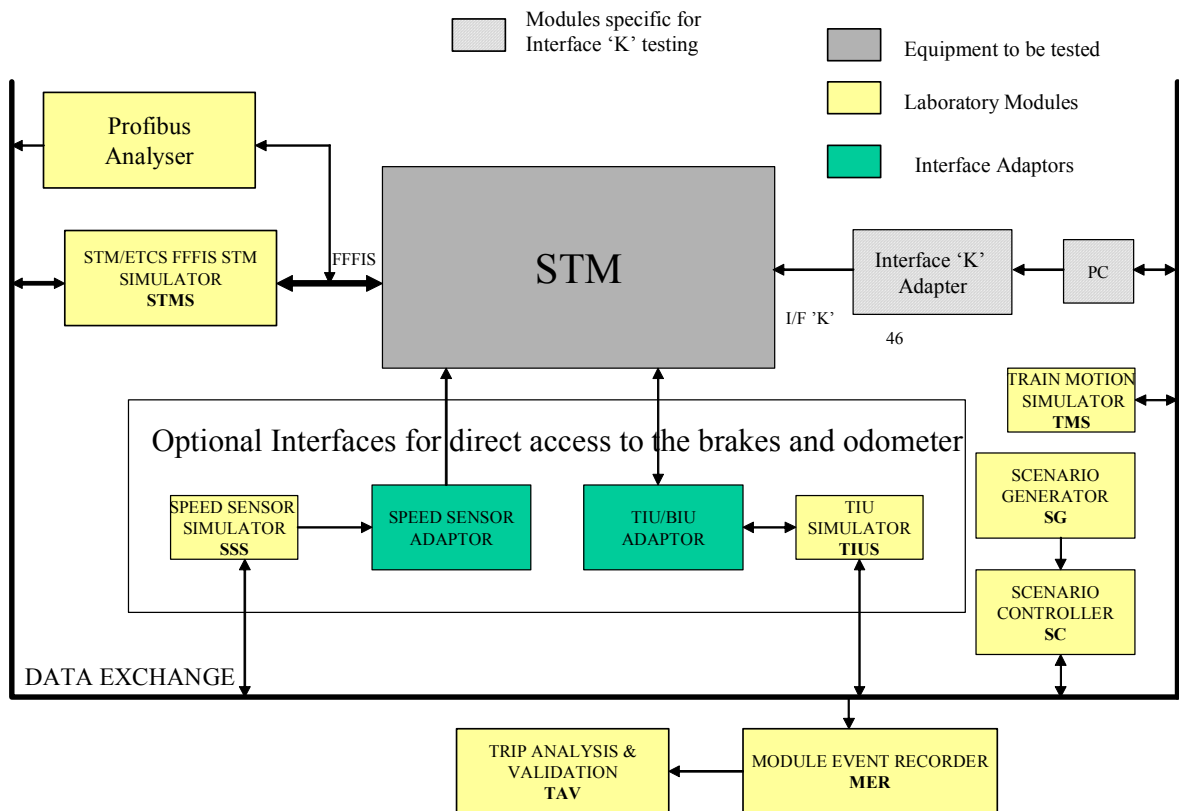 Modules specific for
Interface ‘K’ testing
Equipment to be tested
Laboratory Modules
Interface Adaptors
Profibus
Analyser
STM/ETCS FFFIS STM
SIMULATOR
STMS
FFFIS
STM
Interface ‘K’
Adapter
PC
I/F ’K’
46
TRAIN MOTION
SIMULATOR
TMS
Optional Interfaces for direct access to the brakes and odometer
SPEED SENSOR
SIMULATOR
SSS
SPEED SENSOR
ADAPTOR
TIU/BIU
ADAPTOR
TIU
SIMULATOR
TIUS
SCENARIO
GENERATOR
SG
SCENARIO
CONTROLLER
SC
DATA EXCHANGE
TRIP ANALYSIS &
VALIDATION
TAV
MODULE EVENT RECORDER
MER